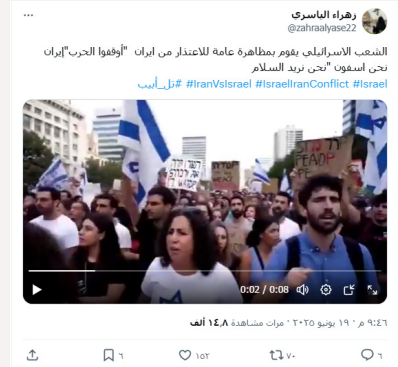 زهراء الياسري
@zahraalyase22
الشعب الاسرائيلي يقوم بمظاهرة عامة للاعتذار من ايران "أوقفوا الحرب"إيران
نحن اسفون "نحن نريد السلام
#تل_أبيب #IranVsIsrael #IsraelIranConflict #Israel
0:02 / 0:08
٩:٤٦ م · ١٩ يونيو ٢٠٢٥ · ١٤٫٨ ألف مرات مشاهدة
٦ ٧٠ ١٥٢ ٦